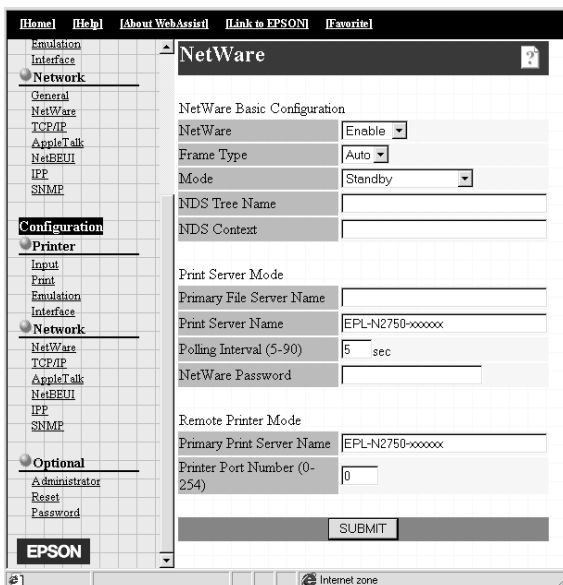 [Home] [Help] [About WebAssist] [Link to EPSON] [Favorite]
Emulation
Interface
Network
General
NetWare
TCP/IP
AppleTalk
NetBEUI
IPP
SNMP
Configuration
Printer
Input
Print
Emulation
Interface
Network
NetWare
TCP/IP
AppleTalk
NetBEUI
IPP
SNMP
Optional
Administrator
Reset
Password
EPSON
NetWare
?
NetWare Basic Configuration
NetWare Enable
Frame Type Auto
Mode Standby
NDS Tree Name
NDS Context
Print Server Mode
Primary File Server Name
Print Server Name EPL-N2750-xxxxxx
Polling Interval (5-90) 5 sec
NetWare Password
Remote Printer Mode
Primary Print Server Name EPL-N2750-xxxxxx
Printer Port Number (0-
254) 0
SUBMIT
Internet zone